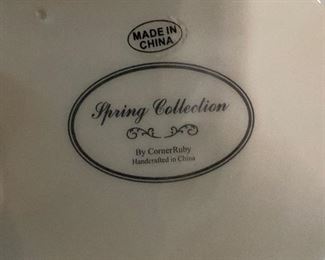 MADE IN
CHINA
Spring Collection
By CornerRuby
Handcrafted in China